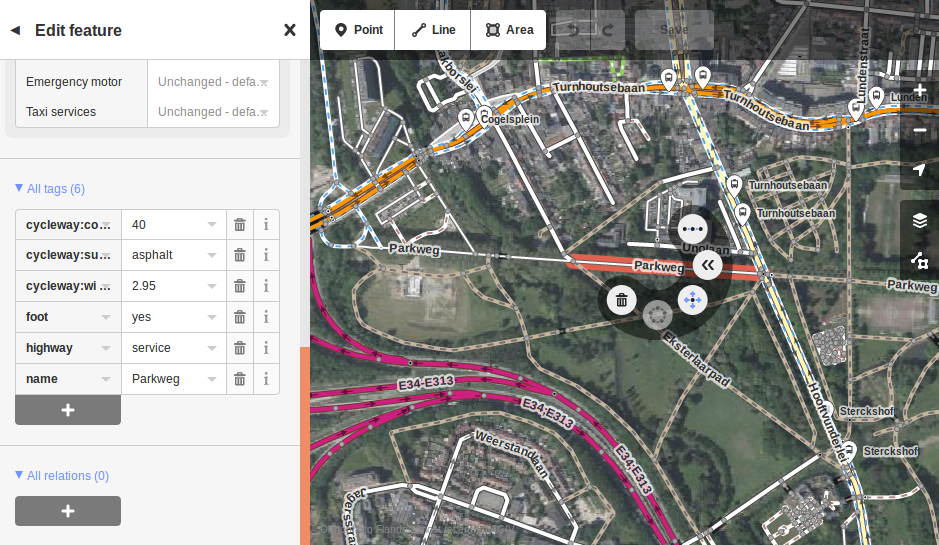 Edit feature
Point
Line
Area
Save
Emergency motor
Unchanged - defa...
Taxi services
Unchanged - defa...
All tags (6)
cycleway:co...
40
cycleway:su...
asphalt
cycleway:wi ...
2.95
foot
yes
highway
service
name
Parkweg
All relations (0)
Turnhoutsebaan
Turnhoutsebaan
Cogelsplein
Lundenstraat
Lunden
Turnhoutsebaan
Turnhoutsebaan
Parkweg
Unolaan
Parkweg
Parkweg
Eksterlaarpad
E34-E313
E34;E313
E34;E313
Hooftvunderlei
Sterckshof
Sterckshof
Weerstandlaan